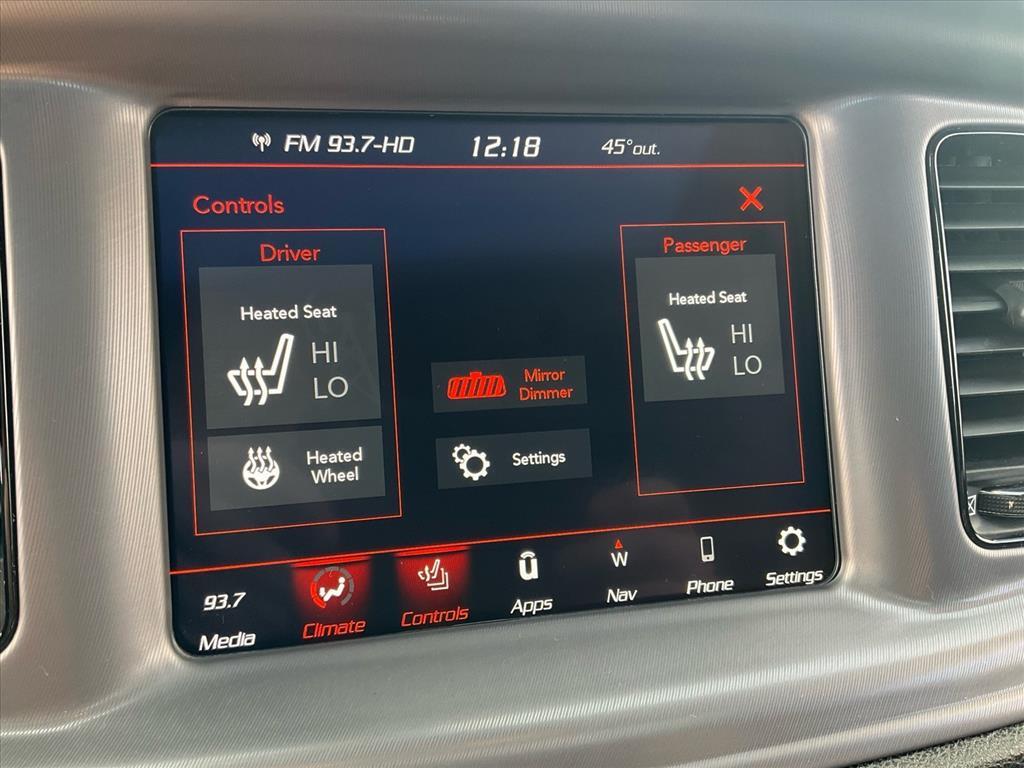 FM 93.7-HD 12:18 45°out.
Controls
Driver
Heated Seat
HI
LO
Heated
Wheel
Mirror
Dimmer
Settings
Passenger
Heated Seat
HI
LO
93.7
Media
Climate
Controls
Apps
W
Nav
Phone
Settings